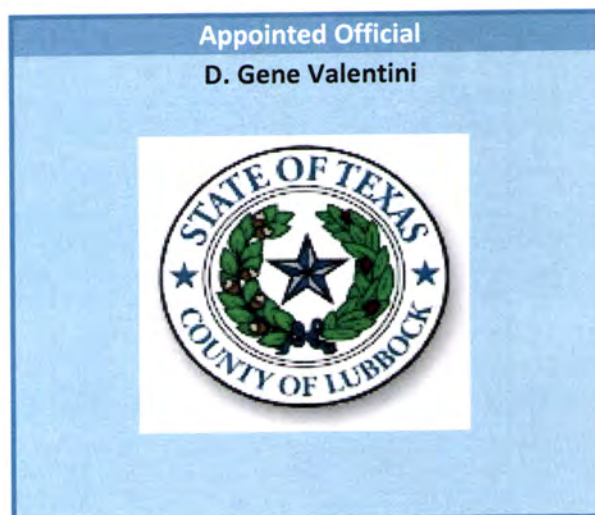 Appointed Official
D. Gene Valentini
STATE OF TEXAS
COUNTY OF LUBBOCK